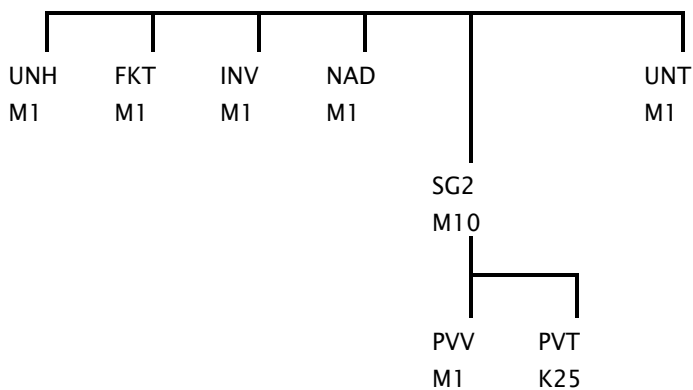 UNH FKT INV NAD UNT
M1 M1 M1 M1 M1
SG2
M10
PVV PVT
M1 K25